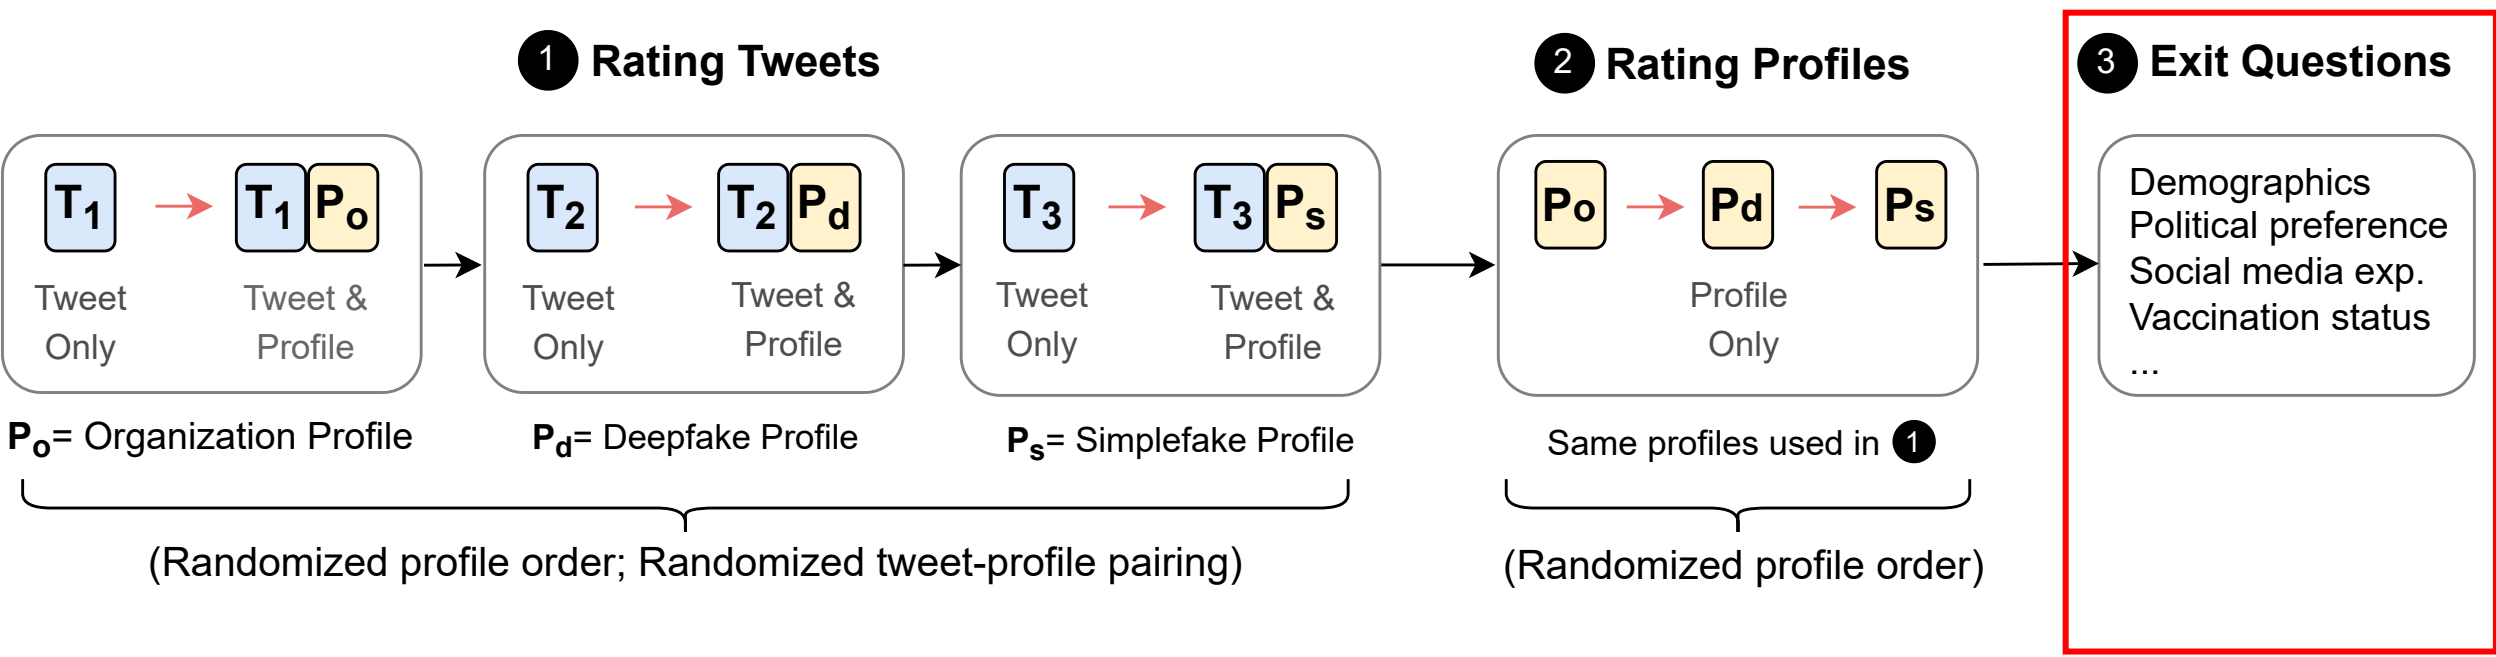 1 Rating Tweets
T1
T1 Po
Tweet
Only
Tweet &
Profile
T2
T2 Pd
Tweet
Only
Tweet &
Profile
T3
T3 Ps
Tweet
Only
Tweet &
Profile
Po= Organization Profile
Pd= Deepfake Profile
Ps= Simplefake Profile
(Randomized profile order; Randomized tweet-profile pairing)
2 Rating Profiles
Po Pd Ps
Profile
Only
Same profiles used in 1
(Randomized profile order)
3 Exit Questions
Demographics
Political preference
Social media exp.
Vaccination status
...